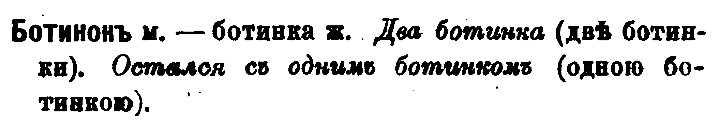 Ботинокъ м. — ботинка ж. Два ботинка (двѣ ботин-
ки). Остался съ однимъ ботинкомъ (одною бо-
тинкою).